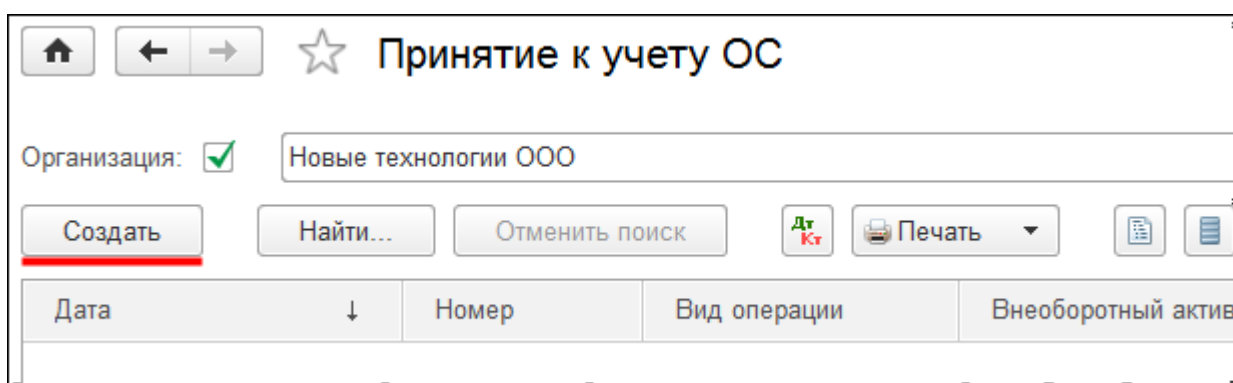 Принятие к учету ОС
Организация: Новые технологии ООО
Создать Найти... Отменить поиск Дт Кт Печать
Дата ↓ Номер Вид операции Внеоборотный актив